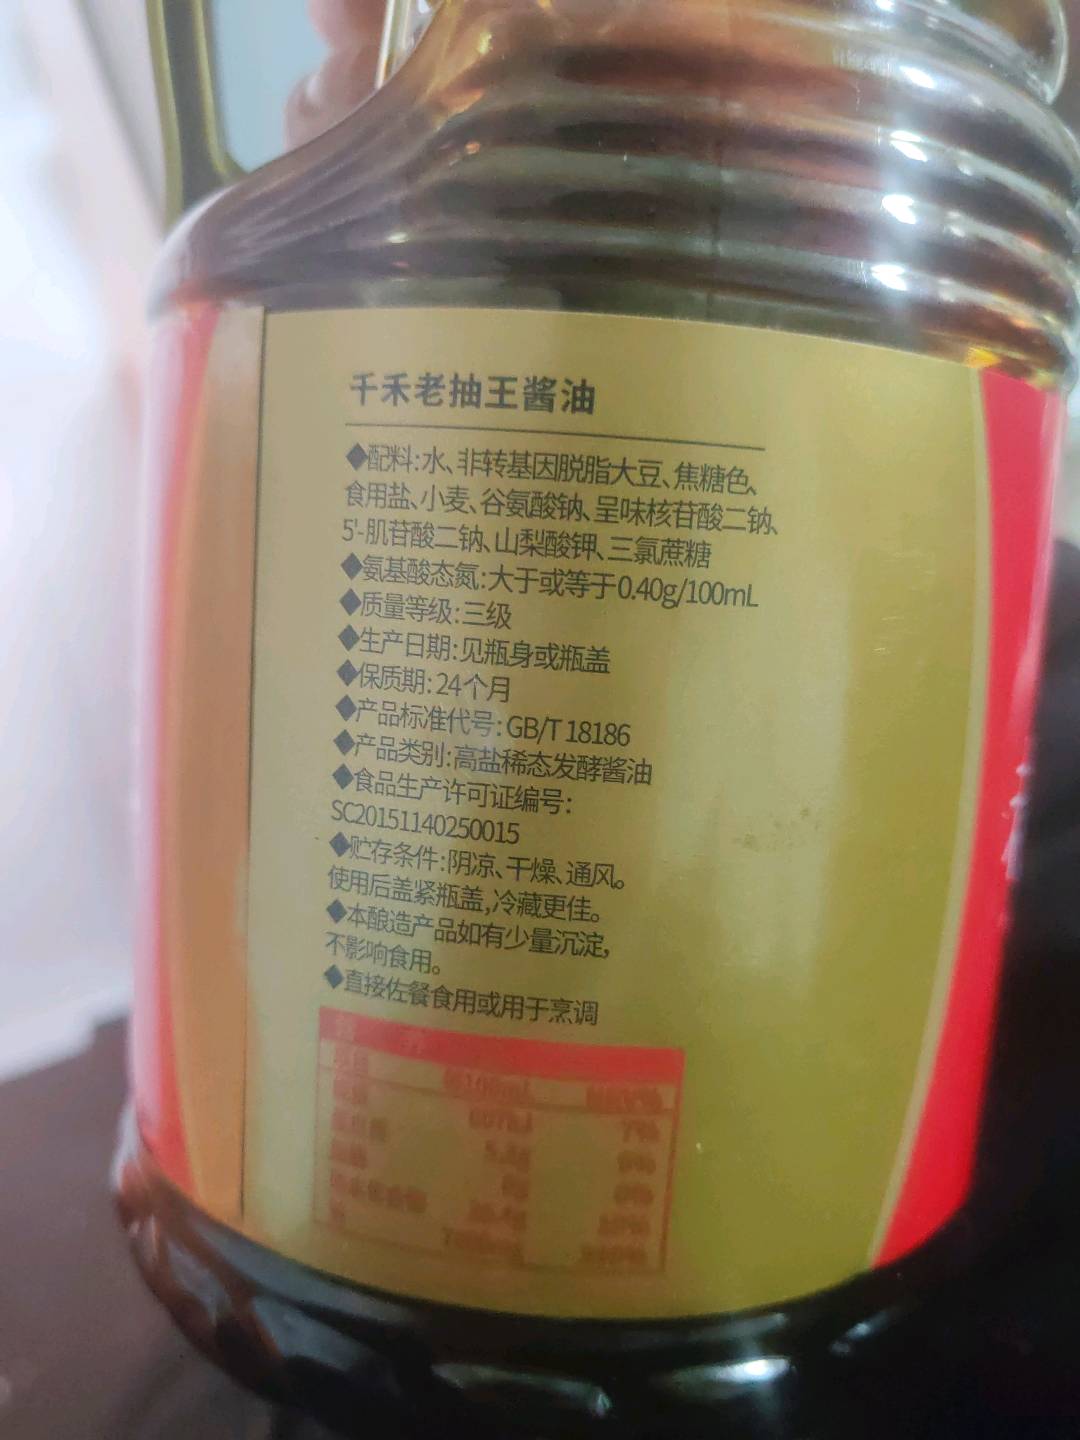 千禾老抽王酱油
◆配料:水、非转基因脱脂大豆、焦糖色、
食用盐、小麦、谷氨酸钠、呈味核苷酸二钠、
5'-肌苷酸二钠、山梨酸钾、三氯蔗糖
◆氨基酸态氮:大于或等于0.40g/100mL
◆质量等级:三级
◆生产日期:见瓶身或瓶盖
◆保质期:24个月
◆产品标准代号:GB/T 18186
◆产品类别:高盐稀态发酵酱油
◆食品生产许可证编号:
SC20151140250015
◆贮存条件:阴凉、干燥、通风。
使用后盖紧瓶盖,冷藏更佳。
◆本酿造产品如有少量沉淀,
不影响食用。
◆直接佐餐食用或用于烹调